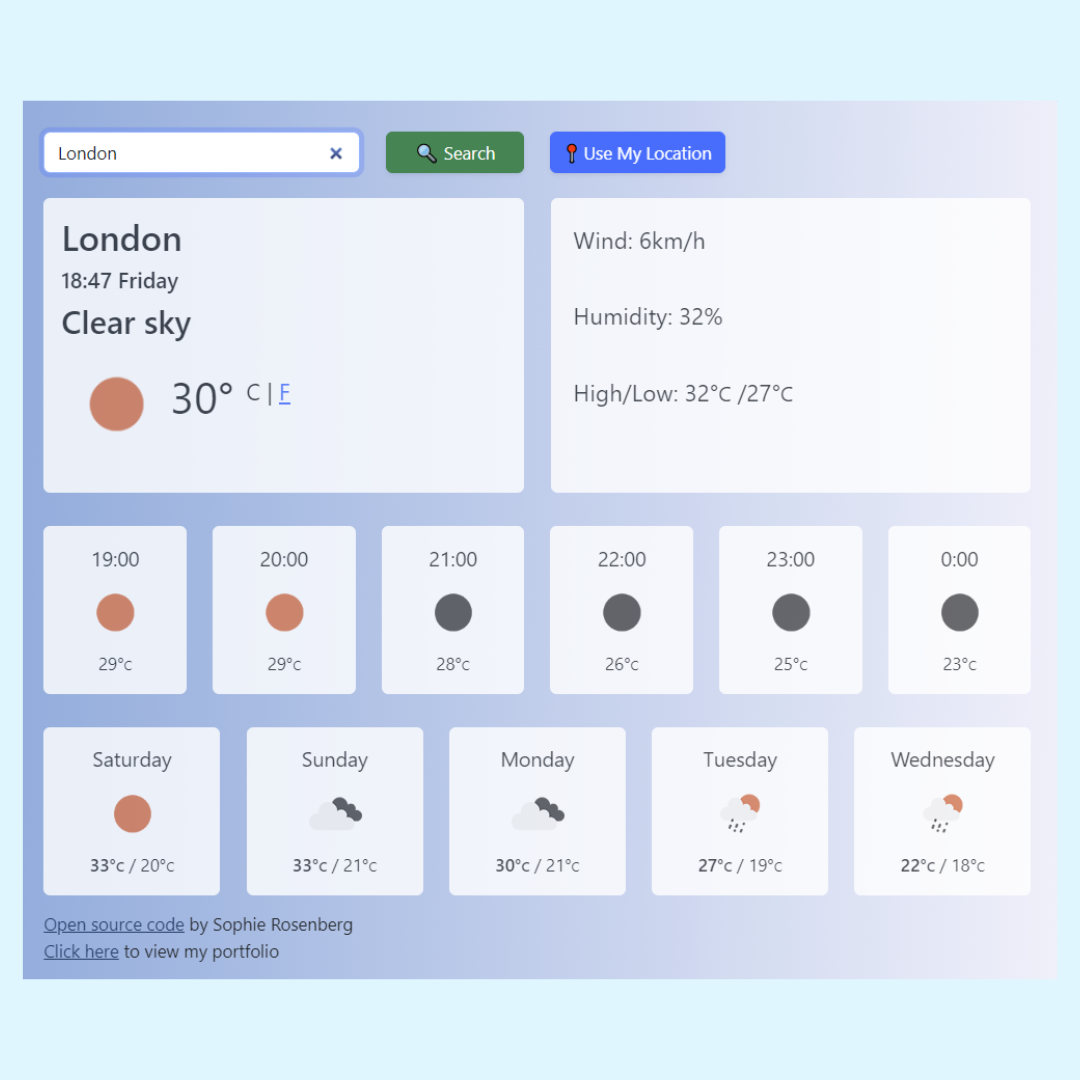 London
Search
Use My Location
London
18:47 Friday
Clear sky
30° C | F
Wind: 6km/h
Humidity: 32%
High/Low: 32°C /27°C
19:00 20:00 21:00 22:00 23:00 0:00
29°c 29°c 28°c 26°c 25°c 23°c
Saturday Sunday Monday Tuesday Wednesday
33°c / 20°c 33°c / 21°c 30°c / 21°c 27°c / 19°c 22°c / 18°c
Open source code by Sophie Rosenberg
Click here to view my portfolio